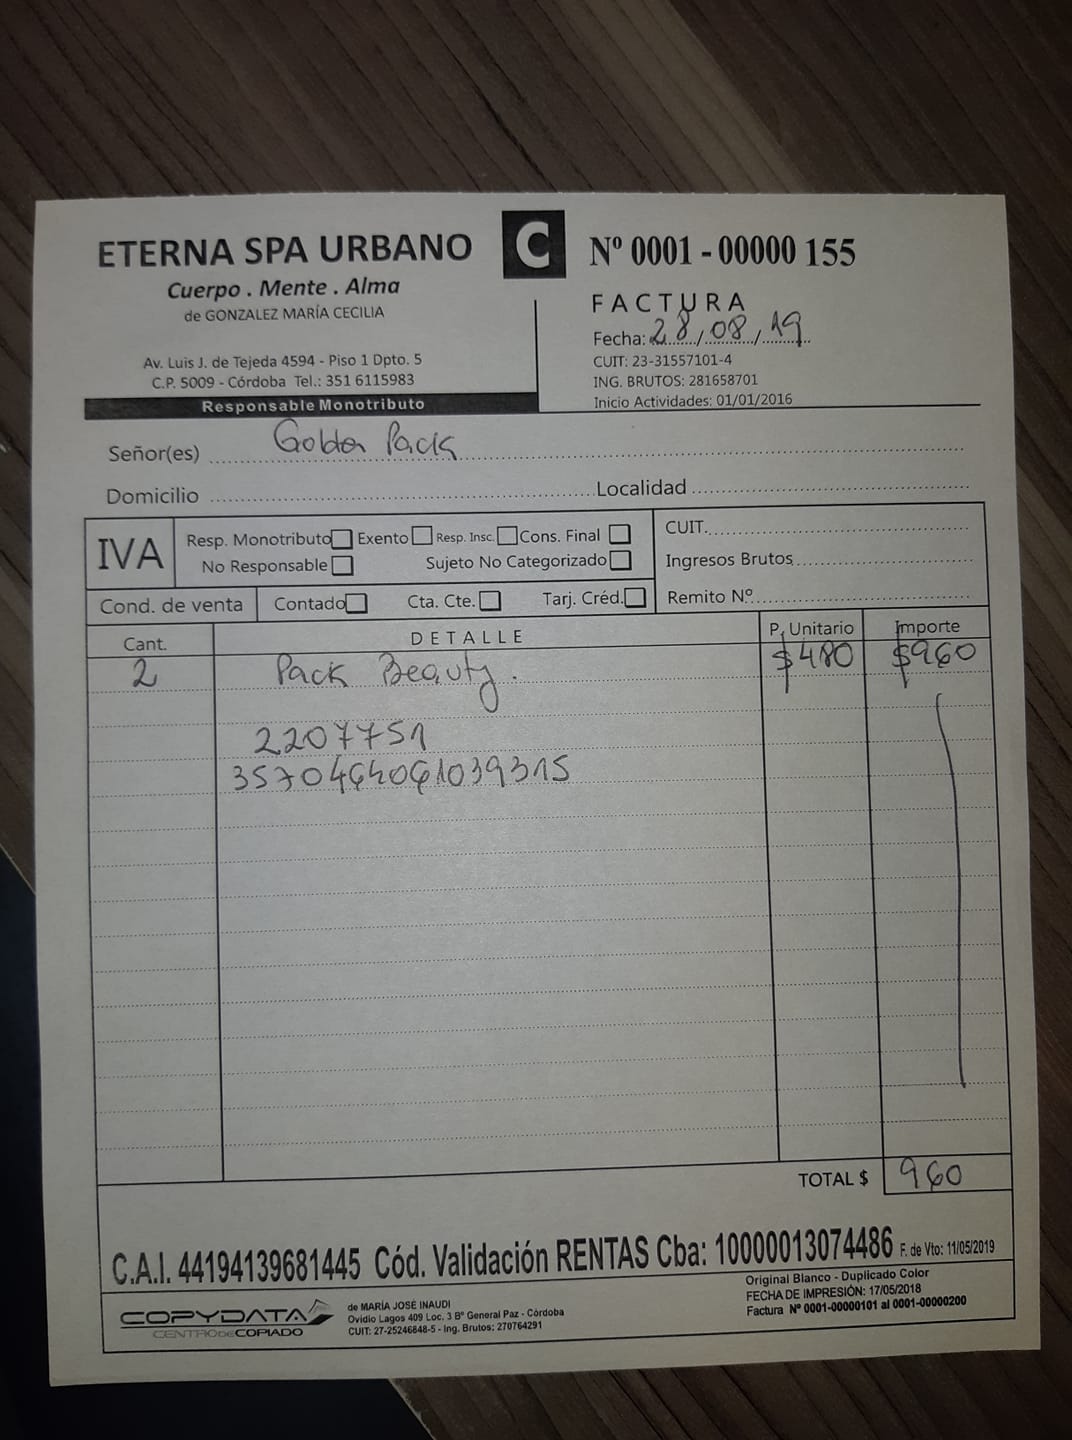 ETERNA SPA URBANO
Cuerpo . Mente . Alma
de GONZALEZ MARÍA CECILIA
Av. Luis J. de Tejeda 4594 - Piso 1 Dpto. 5
C.P. 5009 - Córdoba Tel.: 351 6115983
Responsable Monotributo
C
Nº 0001 - 00000 155
FACTURA
Fecha: 28/08/19
CUIT: 23-31557101-4
ING. BRUTOS: 281658701
Inicio Actividades: 01/01/2016
Señor(es) Golden Pack
Domicilio Localidad
IVA
Resp. Monotributo Exento Resp. Insc. Cons. Final
No Responsable Sujeto No Categorizado
CUIT.
Ingresos Brutos
Remito Nº
Cond. de venta Contado Cta. Cte. Tarj. Créd.
Cant. DETALLE P. Unitario Importe
2 Pack Beauty. $480 $960
2207751
3570464061039315
TOTAL $ 960
C.A.I. 44194139681445 Cód. Validación RENTAS Cba: 10000013074486 F. de Vto: 11/05/2019
COPYDATA
CENTRO DE COPIADO
de MARÍA JOSÉ INAUDI
Ovidio Lagos 409 Loc. 3 Bº General Paz - Córdoba
CUIT: 27-25246848-5 - Ing. Brutos: 270764291
Original Blanco - Duplicado Color
FECHA DE IMPRESIÓN: 17/05/2018
Factura Nº 0001-00000101 al 0001-00000200